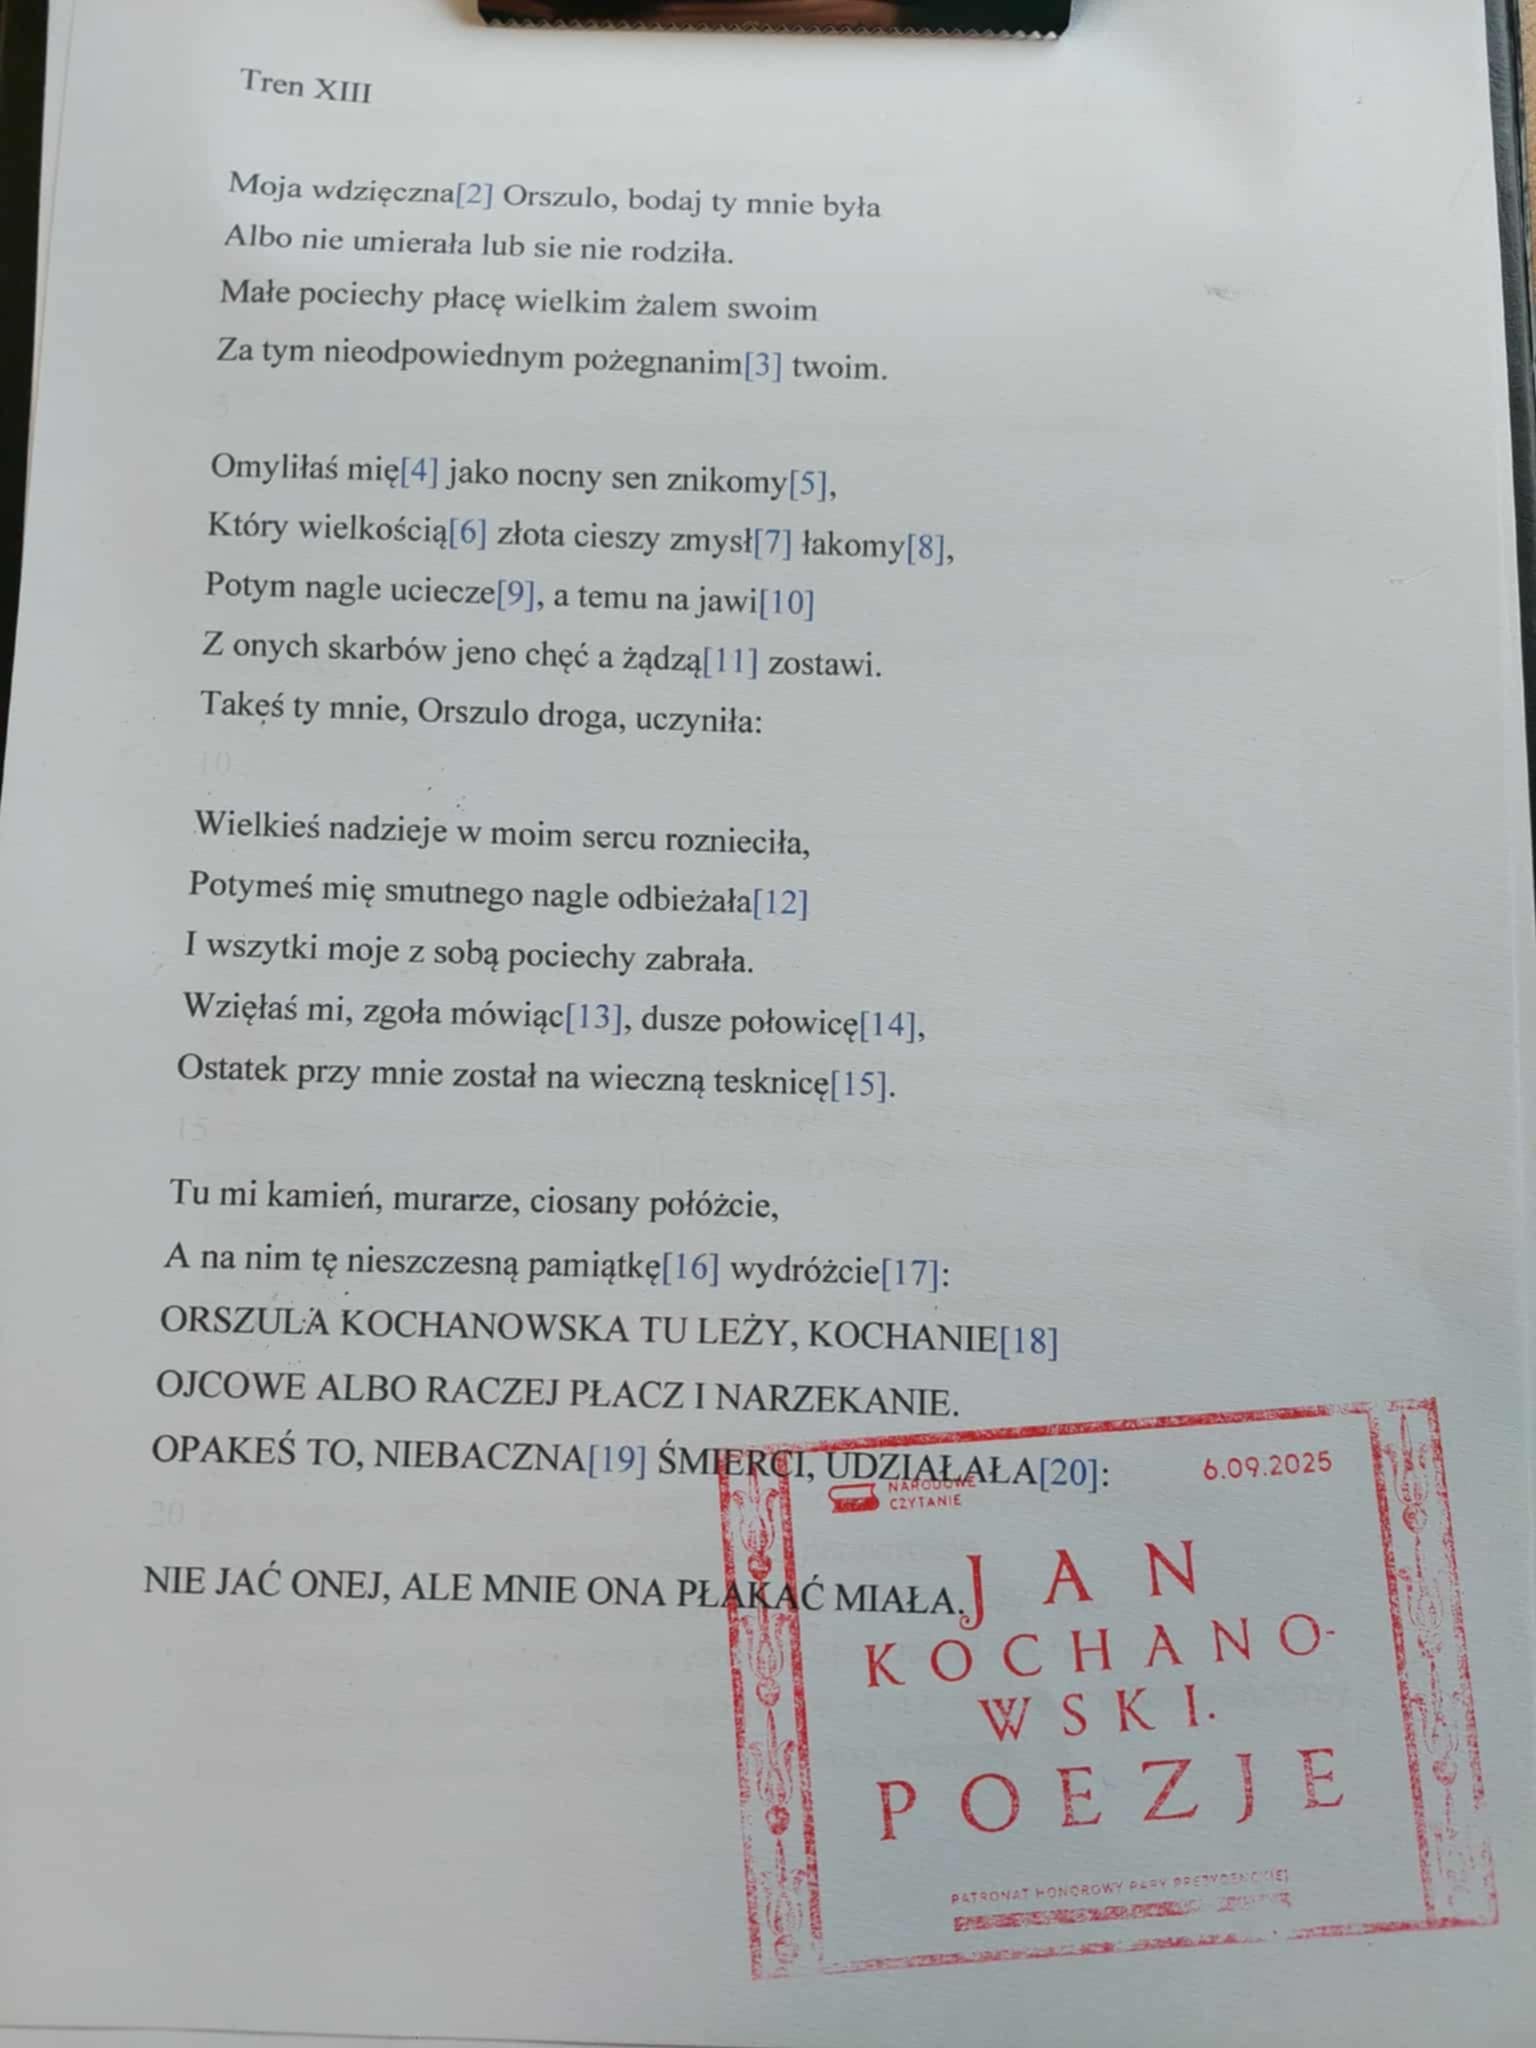 Tren XIII
Moja wdzięczna[2] Orszulo, bodaj ty mnie była
Albo nie umierała lub sie nie rodziła.
Małe pociechy płacę wielkim żalem swoim
Za tym nieodpowiednym pożegnanim[3] twoim.
5
Omyliłaś mię[4] jako nocny sen znikomy[5],
Który wielkością[6] złota cieszy zmysł[7] łakomy[8],
Potym nagle uciecze[9], a temu na jawi[10]
Z onych skarbów jeno chęć a żądzą[11] zostawi.
Takęś ty mnie, Orszulo droga, uczyniła:
10
Wielkieś nadzieje w moim sercu roznieciła,
Potymeś mię smutnego nagle odbieżała[12]
I wszytki moje z sobą pociechy zabrała.
Wzięłaś mi, zgoła mówiąc[13], dusze połowicę[14],
Ostatek przy mnie został na wieczną tesknicę[15].
15
Tu mi kamień, murarze, ciosany połóżcie,
A na nim tę nieszczesną pamiątkę[16] wydróżcie[17]:
ORSZULA KOCHANOWSKA TU LEŻY, KOCHANIE[18]
OJCOWE ALBO RACZEJ PŁACZ I NARZEKANIE.
OPAKEŚ TO, NIEBACZNA[19] ŚMIERCI, UDZIAŁAŁA[20]:
20
NIE JAĆ ONEJ, ALE MNIE ONA PŁAKAĆ MIAŁA.
6.09.2025
NARODOWE
CZYTANIE
JAN
KOCHANO-
WSKI.
POEZJE
PATRONAT HONOROWY PARY PREZYDENCKIEJ